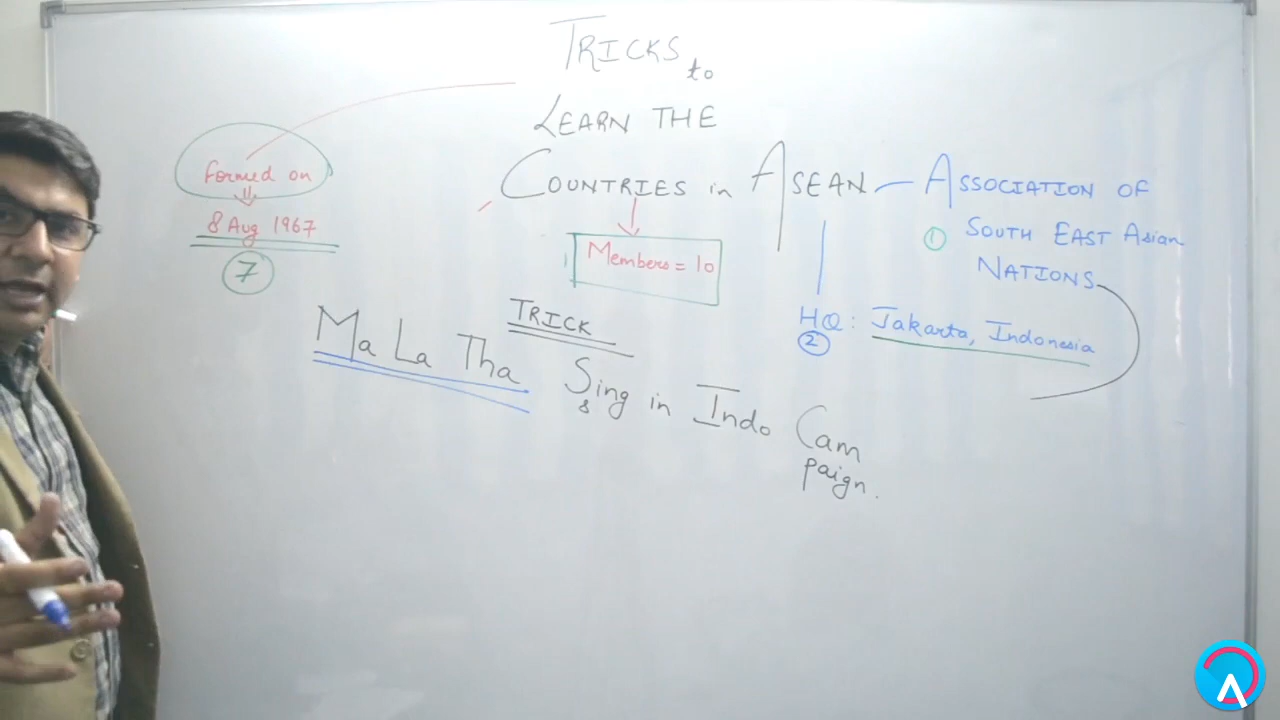 TRICKS to
LEARN THE
COUNTRIES in ASEAN – ASSOCIATION OF
① SOUTH EAST Asian
NATIONS
Formed on
8 Aug 1967
7
Members = 10
HQ: Jakarta, Indonesia
②
TRICK
Ma La Tha Sing in Indo Cam
&
paign.